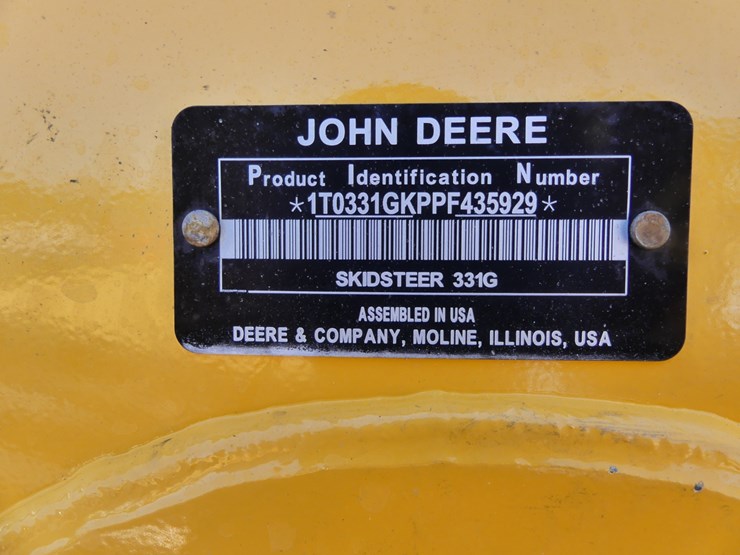 JOHN DEERE
Product Identification Number
*1T0331GKPPF435929*
SKIDSTEER 331G
ASSEMBLED IN USA
DEERE & COMPANY, MOLINE, ILLINOIS, USA